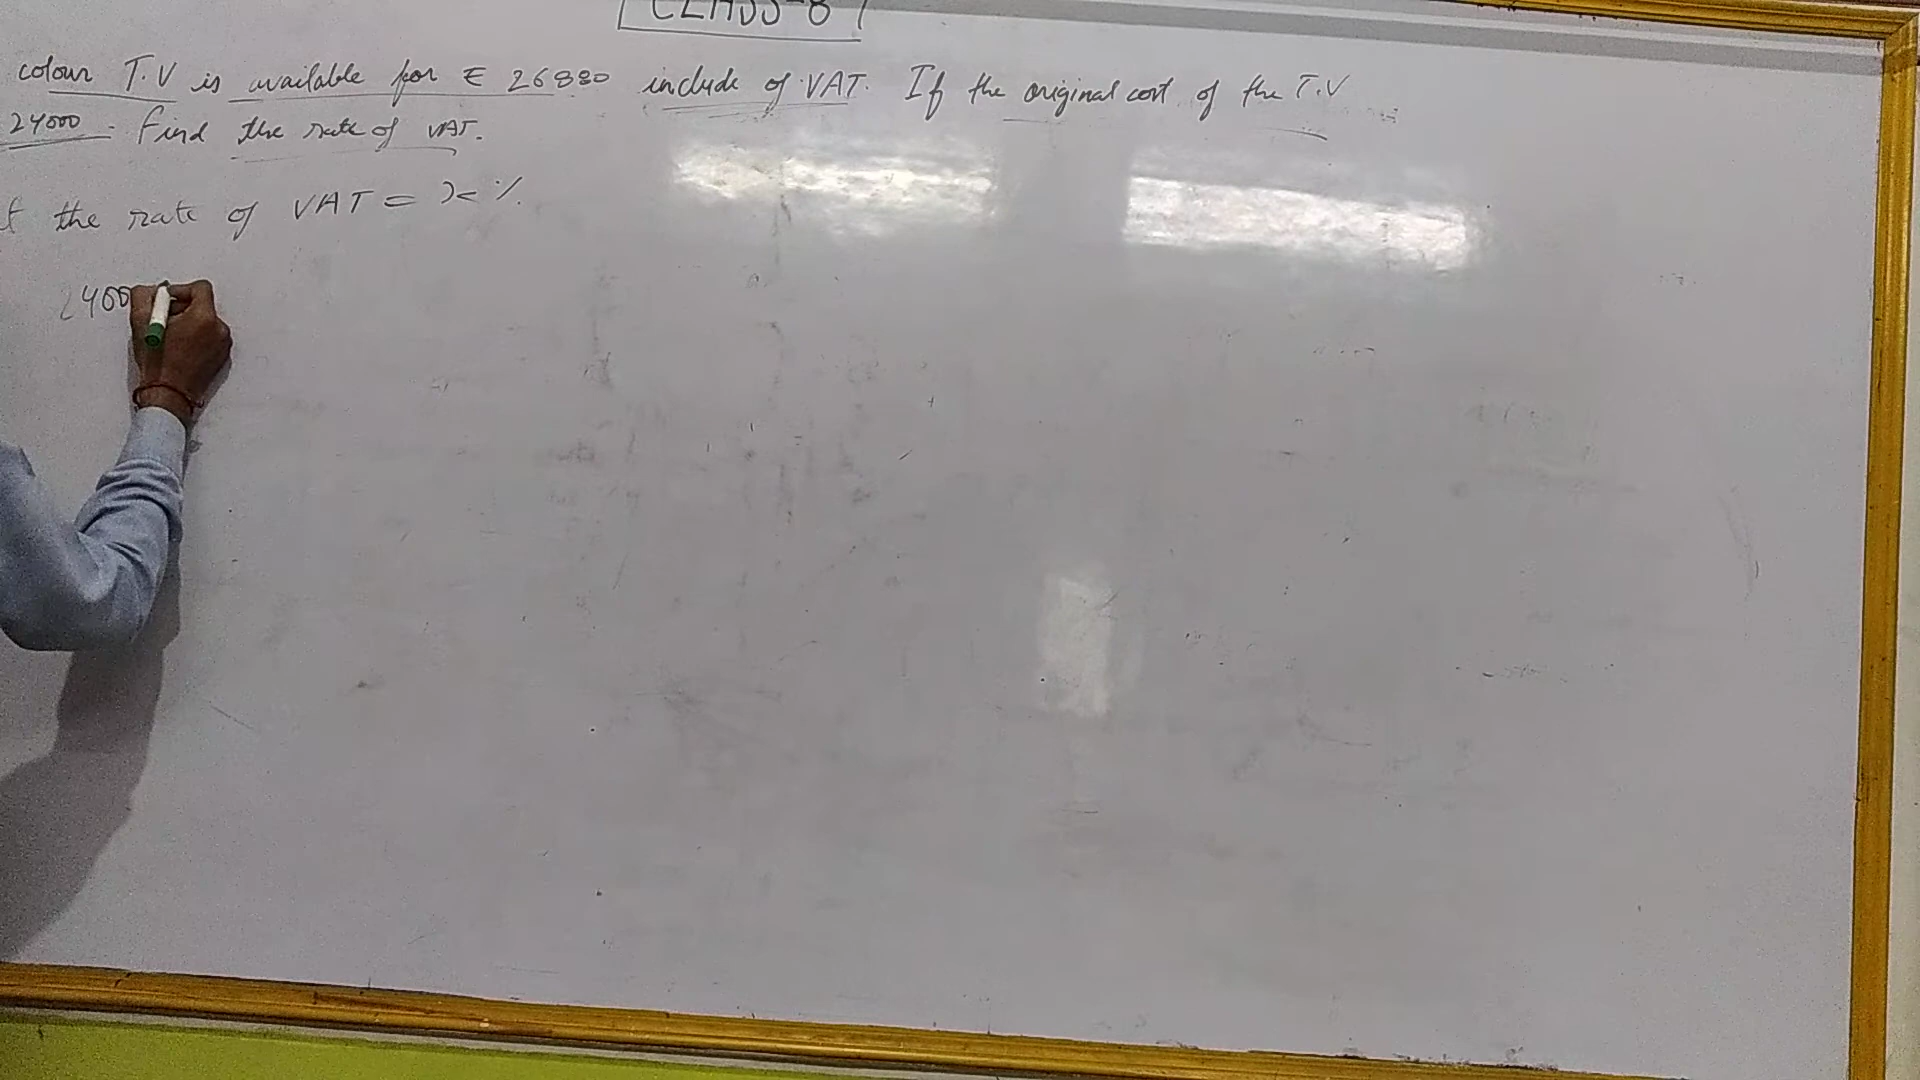 CLASS-8
colour T.V is available for ₹ 26880 include of VAT. If the original cost of the T.V
24000. Find the rate of VAT.
the rate of VAT = x %.
2400